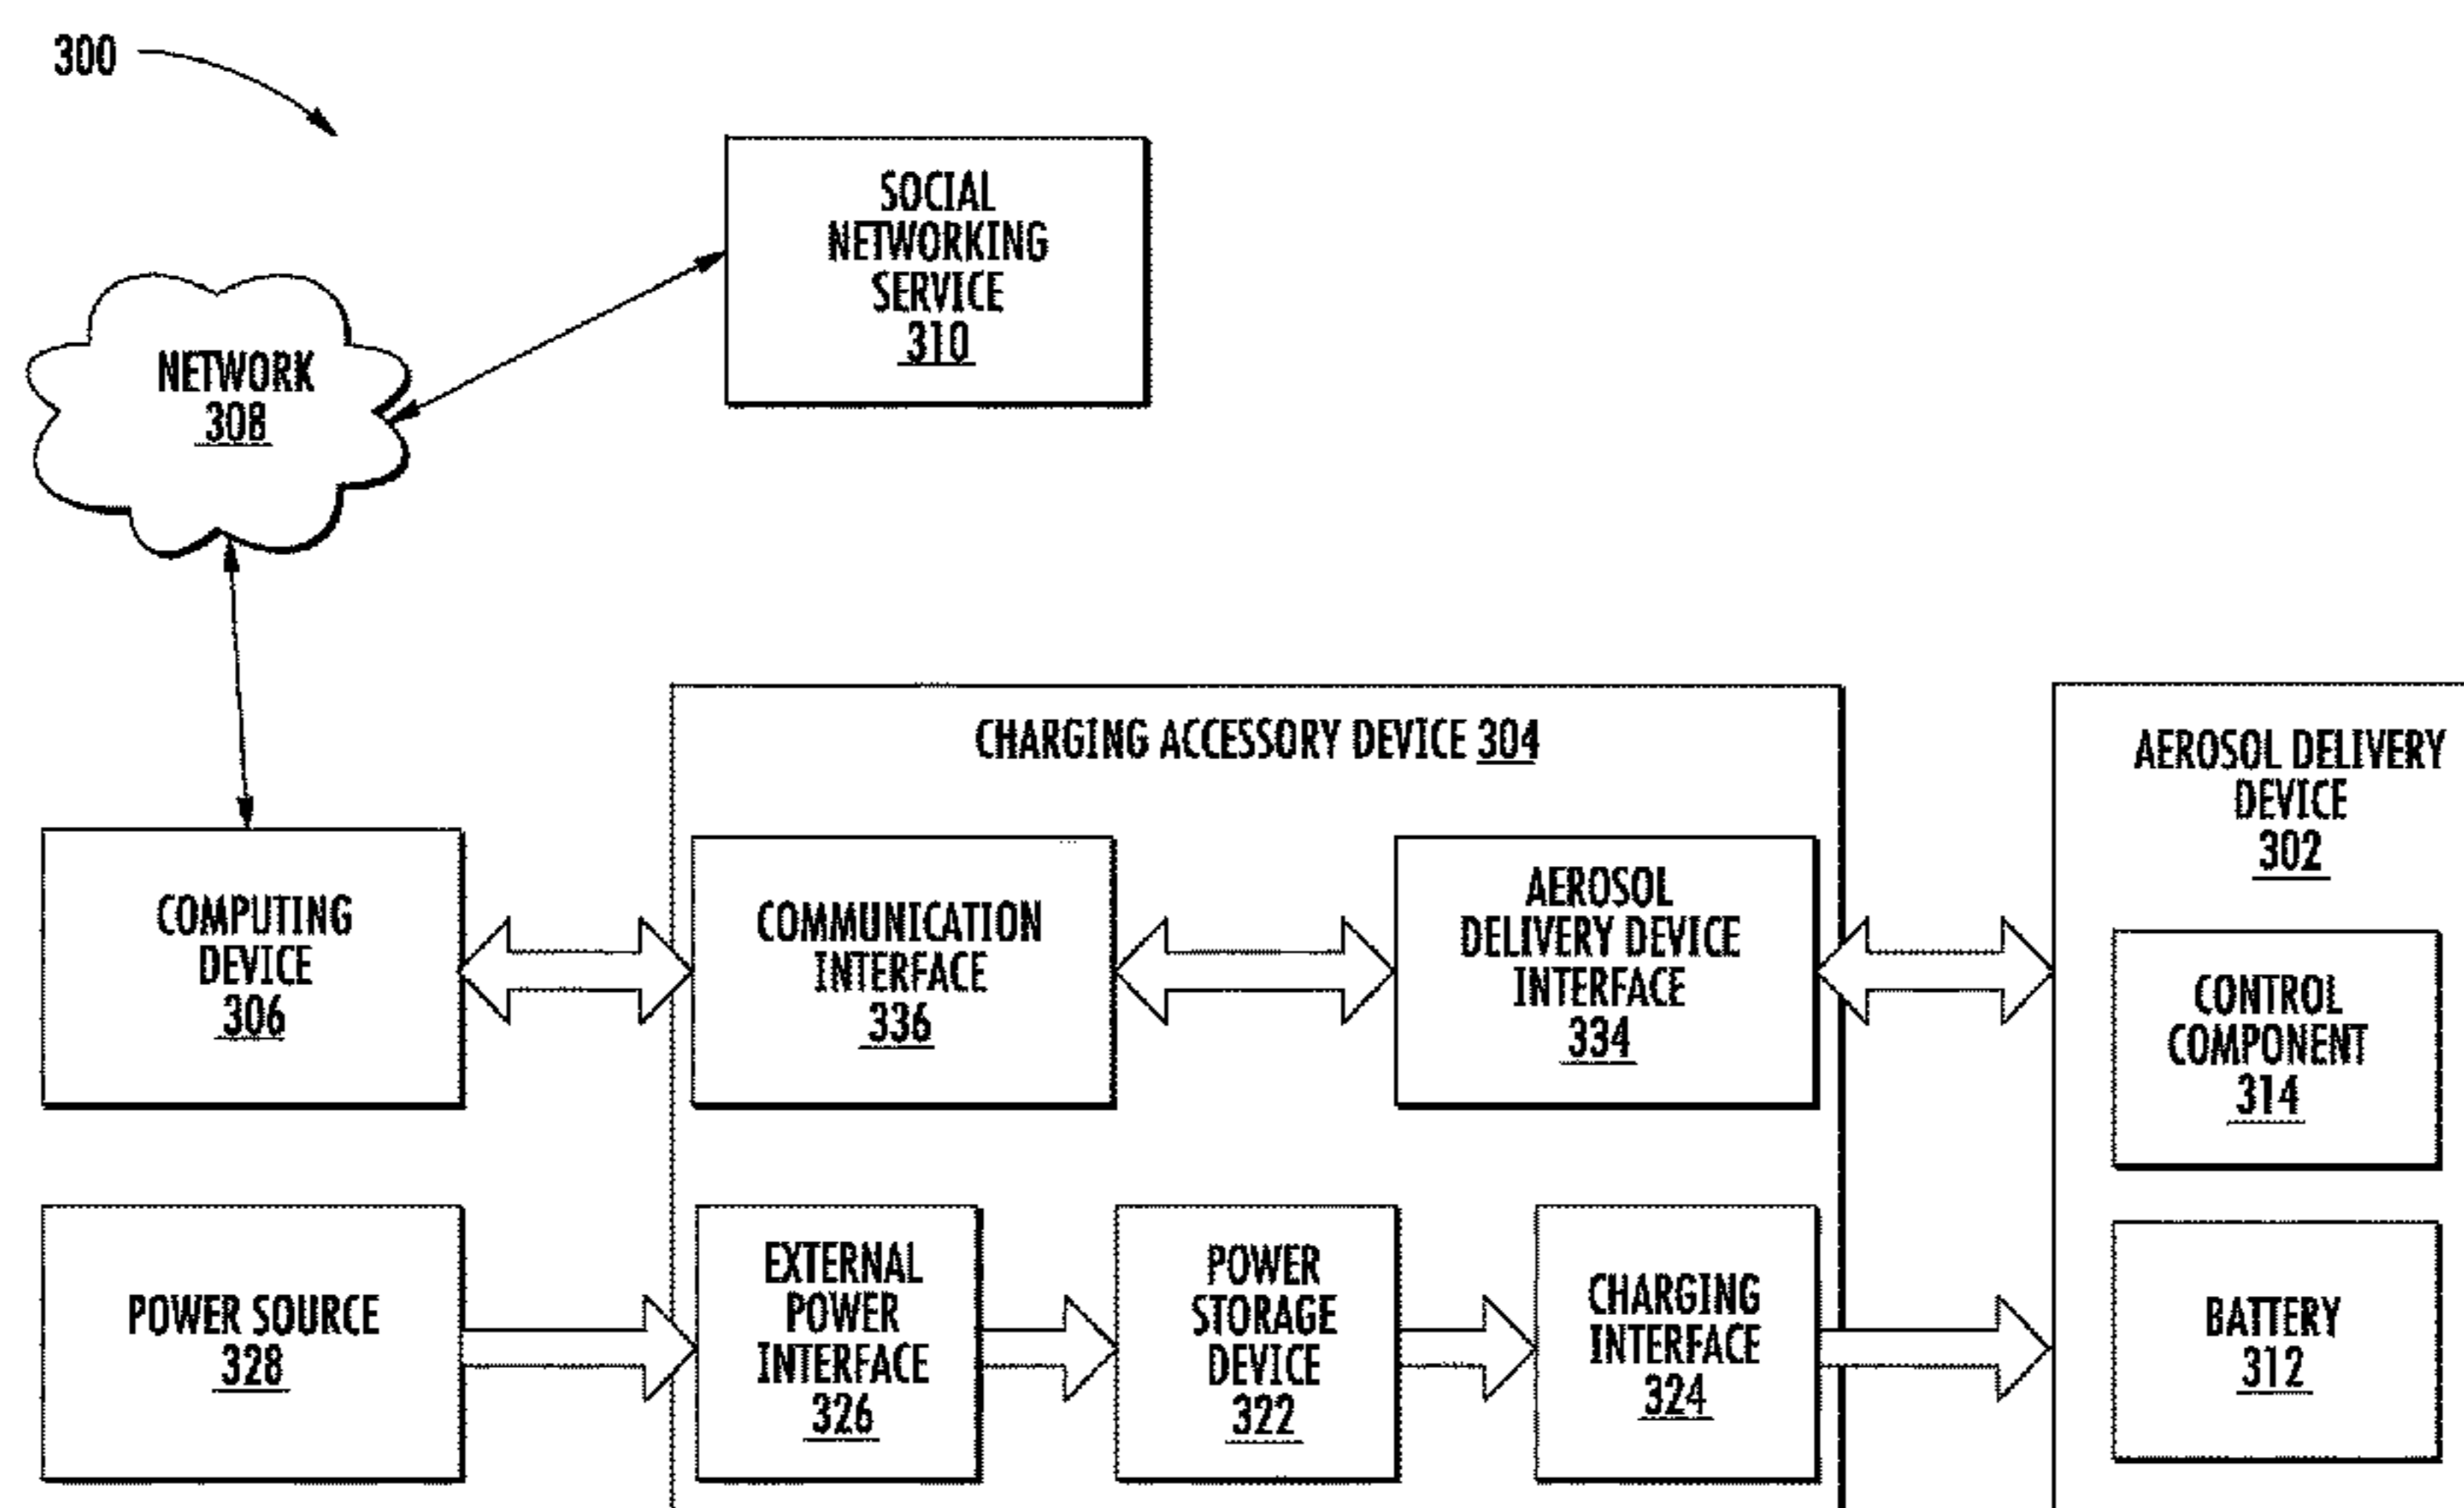 300
SOCIAL
NETWORKING
SERVICE
310
NETWORK
308
CHARGING ACCESSORY DEVICE 304
AEROSOL DELIVERY
DEVICE
302
COMPUTING
DEVICE
306
COMMUNICATION
INTERFACE
336
AEROSOL
DELIVERY DEVICE
INTERFACE
334
CONTROL
COMPONENT
314
POWER SOURCE
328
EXTERNAL
POWER
INTERFACE
326
POWER
STORAGE
DEVICE
322
CHARGING
INTERFACE
324
BATTERY
312